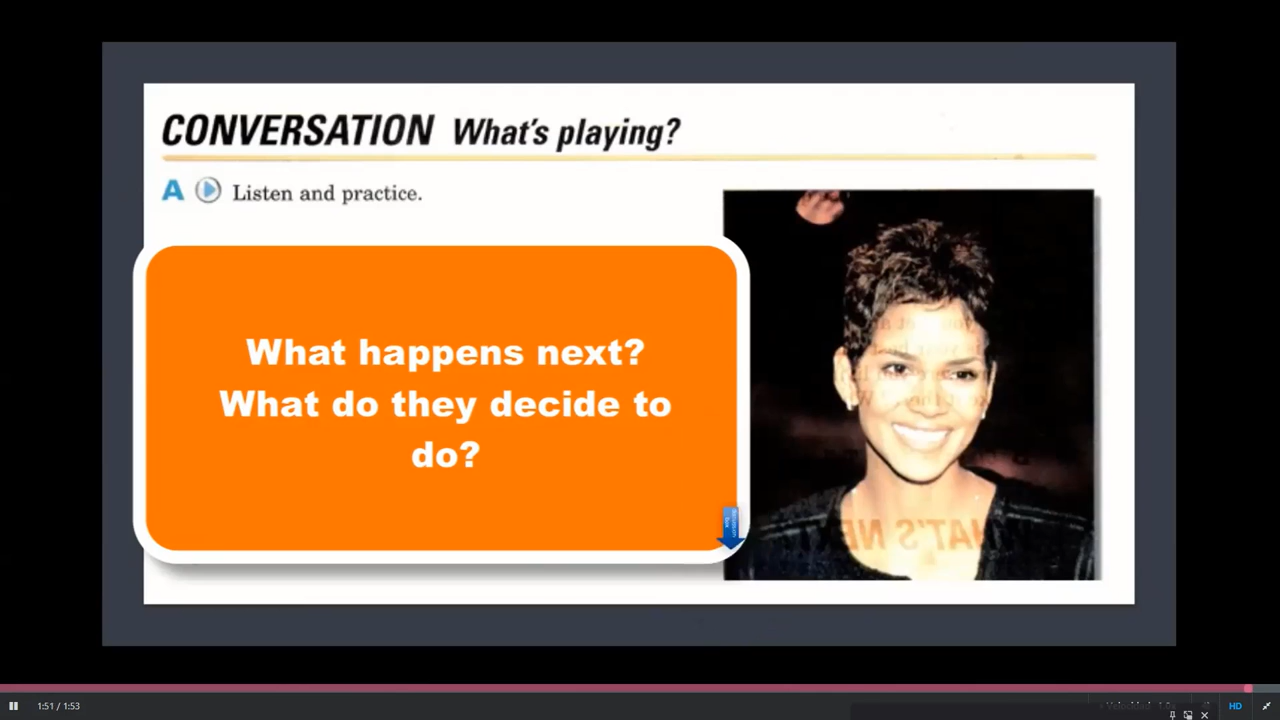 CONVERSATION What's playing?
A Listen and practice.
What happens next?
What do they decide to
do?
1:51 / 1:53
HD